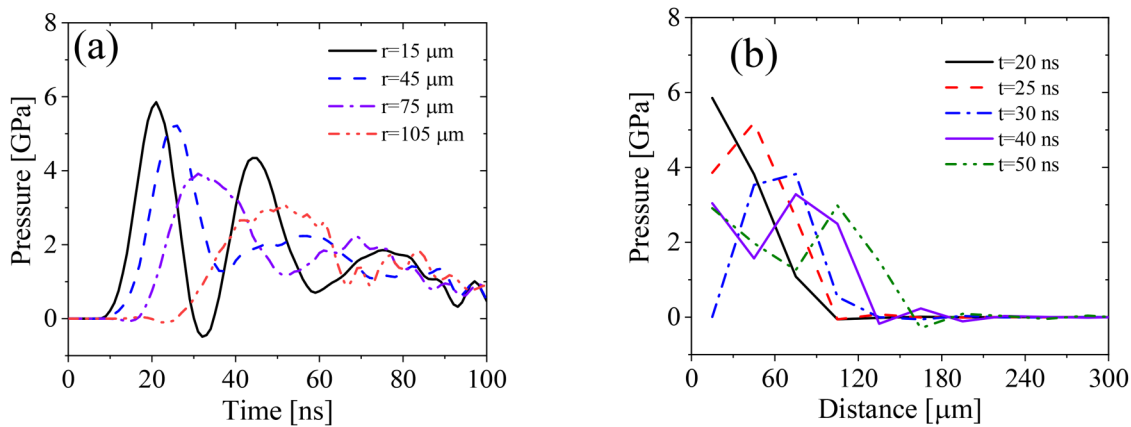 (a)
Pressure [GPa]
8
6
4
2
0
0
20
40
60
80
100
Time [ns]
r=15 μm
r=45 μm
r=75 μm
r=105 μm
(b)
Pressure [GPa]
8
6
4
2
0
0
60
120
180
240
300
Distance [μm]
t=20 ns
t=25 ns
t=30 ns
t=40 ns
t=50 ns